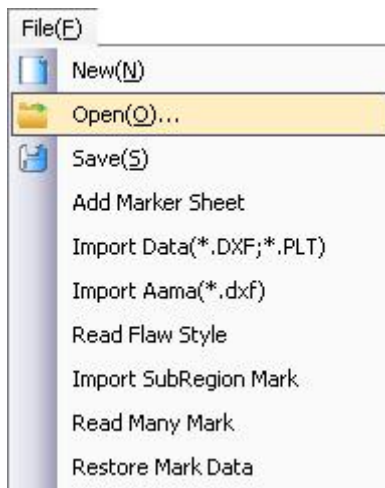 File(F)
New(N)
Open(O)...
Save(S)
Add Marker Sheet
Import Data(*.DXF;*.PLT)
Import Aama(*.dxf)
Read Flaw Style
Import SubRegion Mark
Read Many Mark
Restore Mark Data